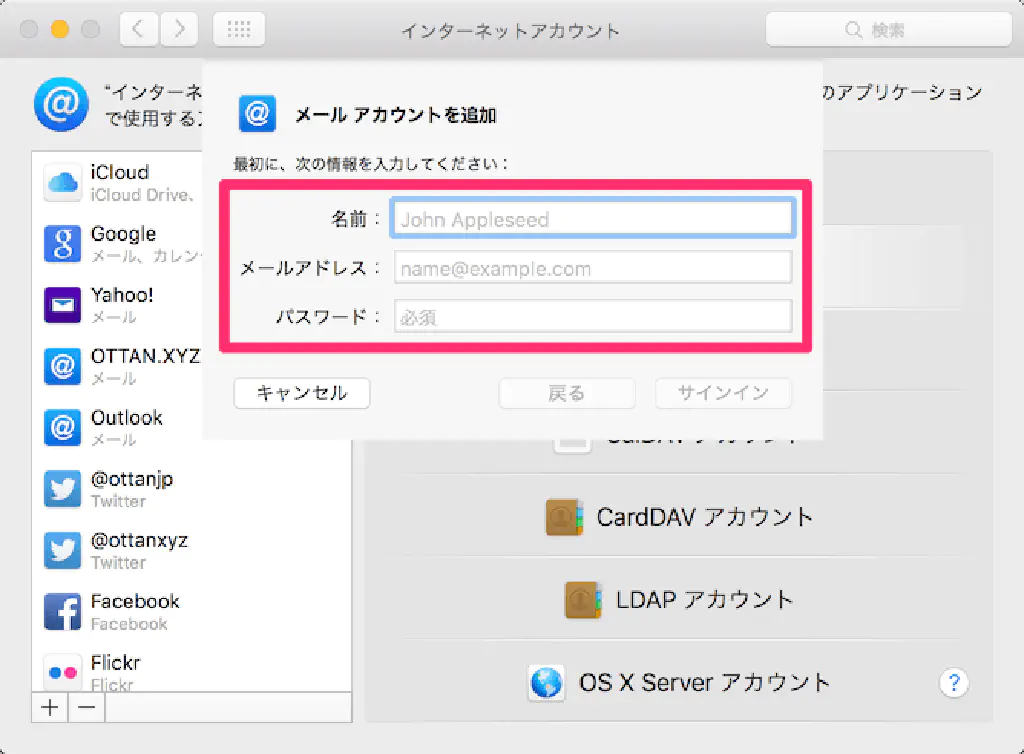 インターネットアカウント
検索
"インターネ
のアプリケーション
で使用する
メール アカウントを追加
最初に、次の情報を入力してください：
名前：
John Appleseed
メールアドレス：
name@example.com
パスワード：
必須
キャンセル
戻る
サインイン
iCloud
iCloud Drive、
Google
メール、カレン
Yahoo!
メール
OTTAN.XYZ
メール
Outlook
メール
@ottanjp
Twitter
@ottanxyz
Twitter
Facebook
Facebook
Flickr
Flickr
CalDAV アカウント
CardDAV アカウント
LDAP アカウント
OS X Server アカウント
?